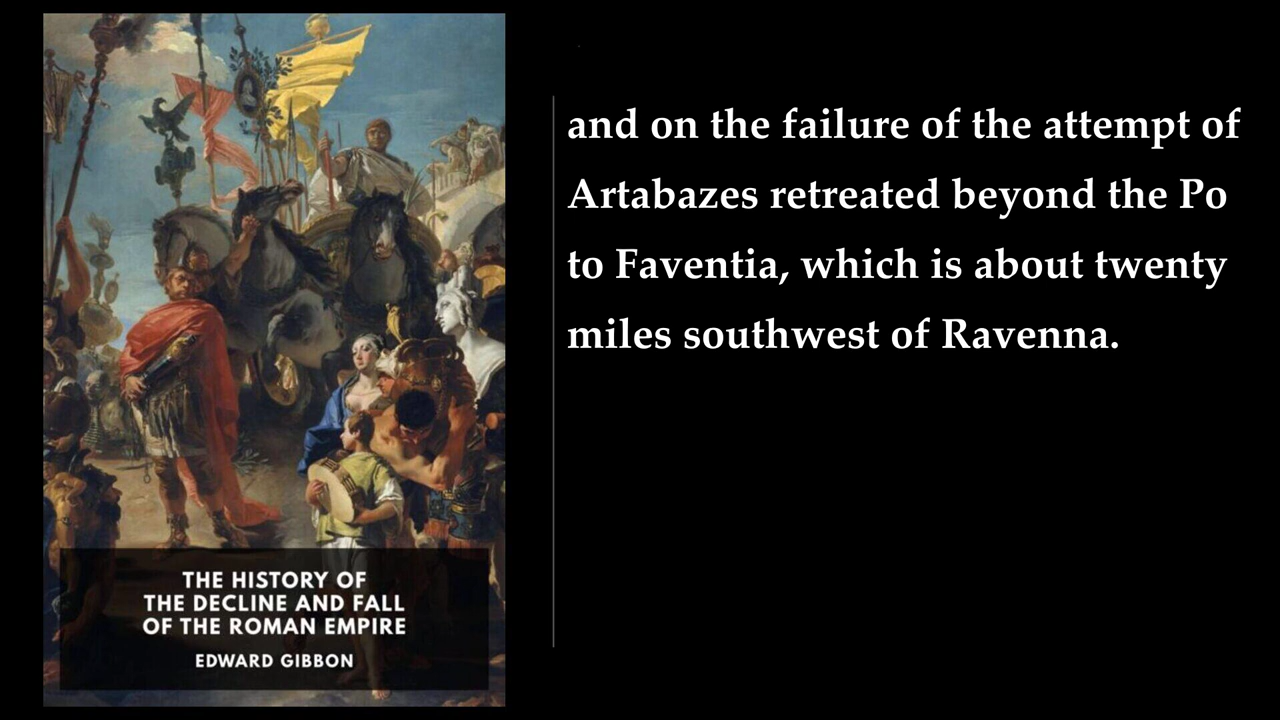 and on the failure of the attempt of
Artabazes retreated beyond the Po
to Faventia, which is about twenty
miles southwest of Ravenna.
THE HISTORY OF
THE DECLINE AND FALL
OF THE ROMAN EMPIRE
EDWARD GIBBON